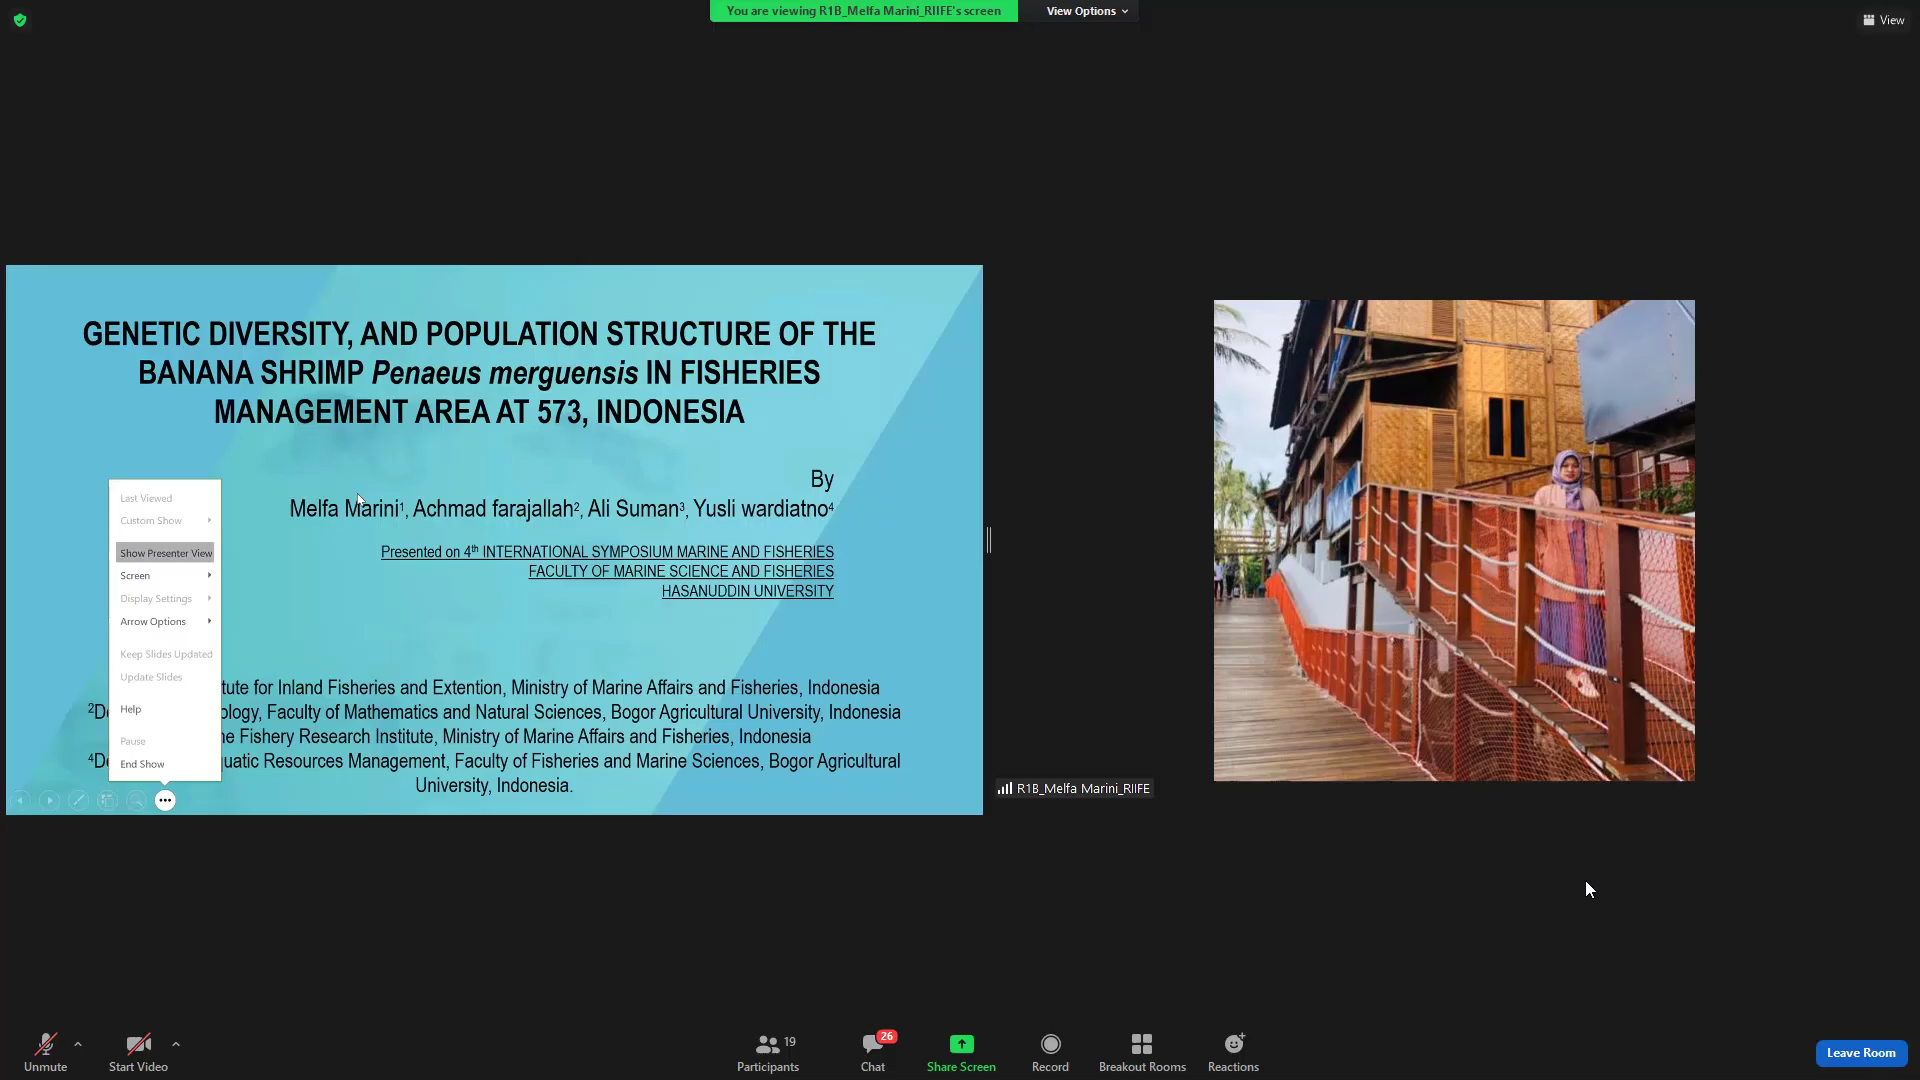 You are viewing R1B_Melfa Marini_RIIFE's screen
View Options
View
GENETIC DIVERSITY, AND POPULATION STRUCTURE OF THE
BANANA SHRIMP Penaeus merguensis IN FISHERIES
MANAGEMENT AREA AT 573, INDONESIA
By
Melfa Marini¹, Achmad farajallah², Ali Suman³, Yusli wardiatno⁴
Presented on 4th INTERNATIONAL SYMPOSIUM MARINE AND FISHERIES
FACULTY OF MARINE SCIENCE AND FISHERIES
HASANUDDIN UNIVERSITY
Last Viewed
Custom Show
Show Presenter View
Screen
Display Settings
Arrow Options
Keep Slides Updated
Update Slides
Help
Pause
End Show
for Inland Fisheries and Extention, Ministry of Marine Affairs and Fisheries, Indonesia
Faculty of Mathematics and Natural Sciences, Bogor Agricultural University, Indonesia
Fishery Research Institute, Ministry of Marine Affairs and Fisheries, Indonesia
Resources Management, Faculty of Fisheries and Marine Sciences, Bogor Agricultural
University, Indonesia.
R1B_Melfa Marini_RIIFE
Unmute
Start Video
19
Participants
26
Chat
Share Screen
Record
Breakout Rooms
Reactions
Leave Room